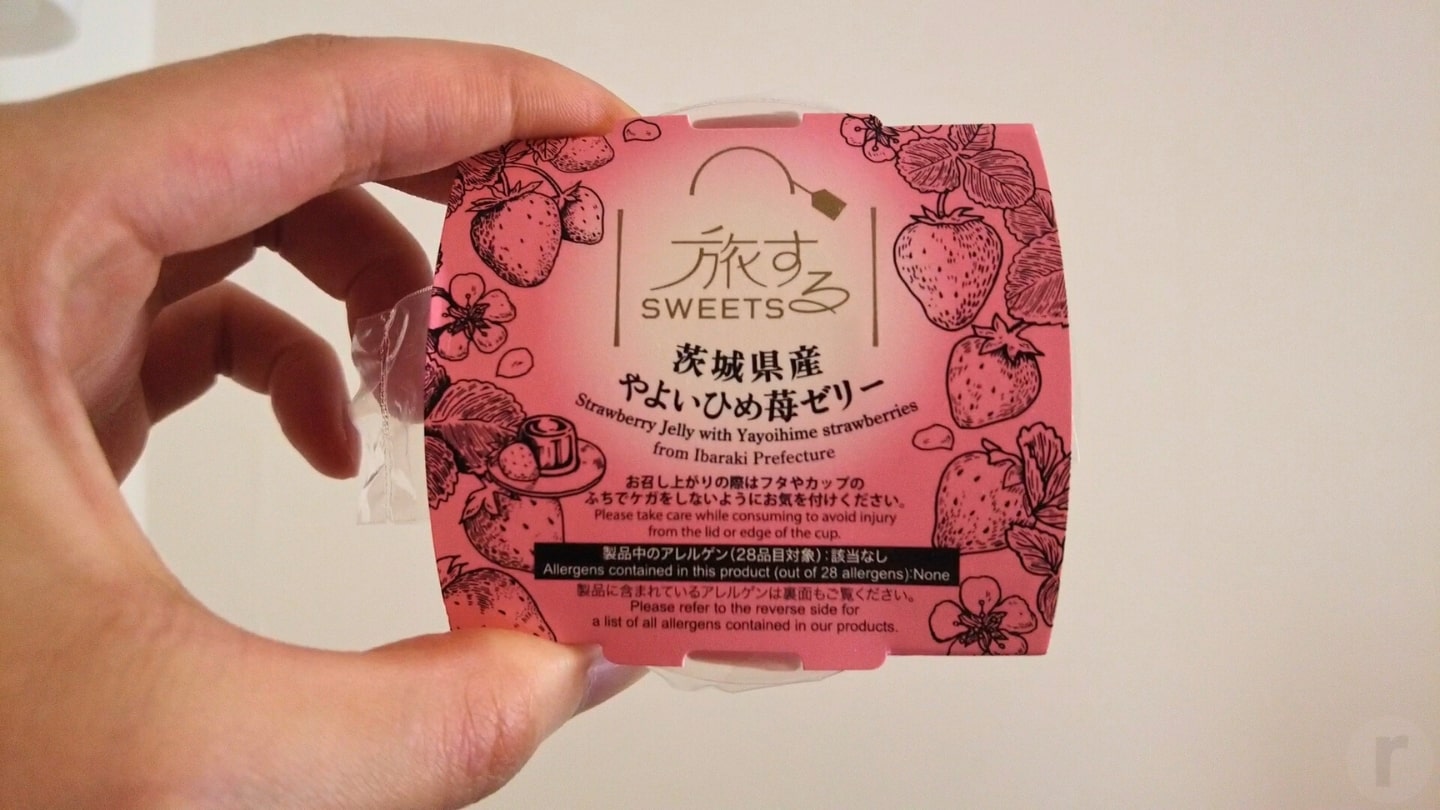 旅する
SWEETS
茨城県産
やよいひめ苺ゼリー
Strawberry Jelly with Yayoihime strawberries
from Ibaraki Prefecture
お召し上がりの際はフタやカップの
ふちでケガをしないようにお気を付けください。
Please take care while consuming to avoid injury
from the lid or edge of the cup.
製品中のアレルゲン(28品目対象):該当なし
Allergens contained in this product (out of 28 allergens):None
製品に含まれているアレルゲンは裏面もご覧ください。
Please refer to the reverse side for
a list of all allergens contained in our products.
r